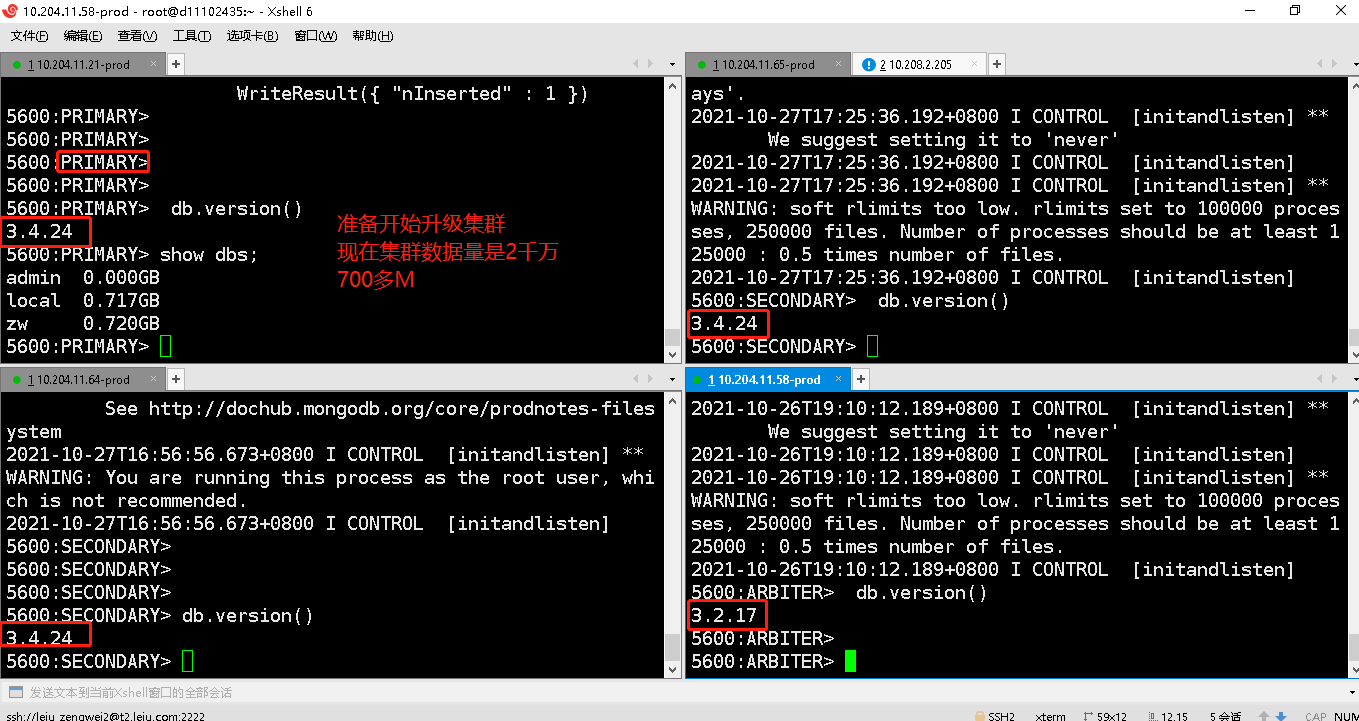 10.204.11.58-prod - root@d11102435:~ - Xshell 6
文件(F) 编辑(E) 查看(V) 工具(T) 选项卡(B) 窗口(W) 帮助(H)
1 10.204.11.21-prod × +
WriteResult({ "nInserted" : 1 })
5600:PRIMARY>
5600:PRIMARY>
5600:PRIMARY>
5600:PRIMARY>
5600:PRIMARY>  db.version()
3.4.24
5600:PRIMARY> show dbs;
admin  0.000GB
local  0.717GB
zw     0.720GB
5600:PRIMARY>
准备开始升级集群
现在集群数据量是2千万
700多M
1 10.204.11.65-prod × 2 10.208.2.205 × +
ays'.
2021-10-27T17:25:36.192+0800 I CONTROL  [initandlisten] **
We suggest setting it to 'never'
2021-10-27T17:25:36.192+0800 I CONTROL  [initandlisten]
2021-10-27T17:25:36.192+0800 I CONTROL  [initandlisten] **
WARNING: soft rlimits too low. rlimits set to 100000 proces
ses, 250000 files. Number of processes should be at least 1
25000 : 0.5 times number of files.
2021-10-27T17:25:36.192+0800 I CONTROL  [initandlisten]
5600:SECONDARY>  db.version()
3.4.24
5600:SECONDARY>
1 10.204.11.64-prod × +
See http://dochub.mongodb.org/core/prodnotes-files
ystem
2021-10-27T16:56:56.673+0800 I CONTROL  [initandlisten] **
WARNING: You are running this process as the root user, whi
ch is not recommended.
2021-10-27T16:56:56.673+0800 I CONTROL  [initandlisten]
5600:SECONDARY>
5600:SECONDARY>
5600:SECONDARY>
5600:SECONDARY> db.version()
3.4.24
5600:SECONDARY>
1 10.204.11.58-prod × +
2021-10-26T19:10:12.189+0800 I CONTROL  [initandlisten] **
We suggest setting it to 'never'
2021-10-26T19:10:12.189+0800 I CONTROL  [initandlisten]
2021-10-26T19:10:12.189+0800 I CONTROL  [initandlisten] **
WARNING: soft rlimits too low. rlimits set to 100000 proces
ses, 250000 files. Number of processes should be at least 1
25000 : 0.5 times number of files.
2021-10-26T19:10:12.189+0800 I CONTROL  [initandlisten]
5600:ARBITER>  db.version()
3.2.17
5600:ARBITER>
5600:ARBITER>
发送文本到当前Xshell窗口的全部会话
ssh://leju_zengwei2@t2.leju.com:2222 SSH2 xterm 59x12 12,15 5 会话 CAP NUM